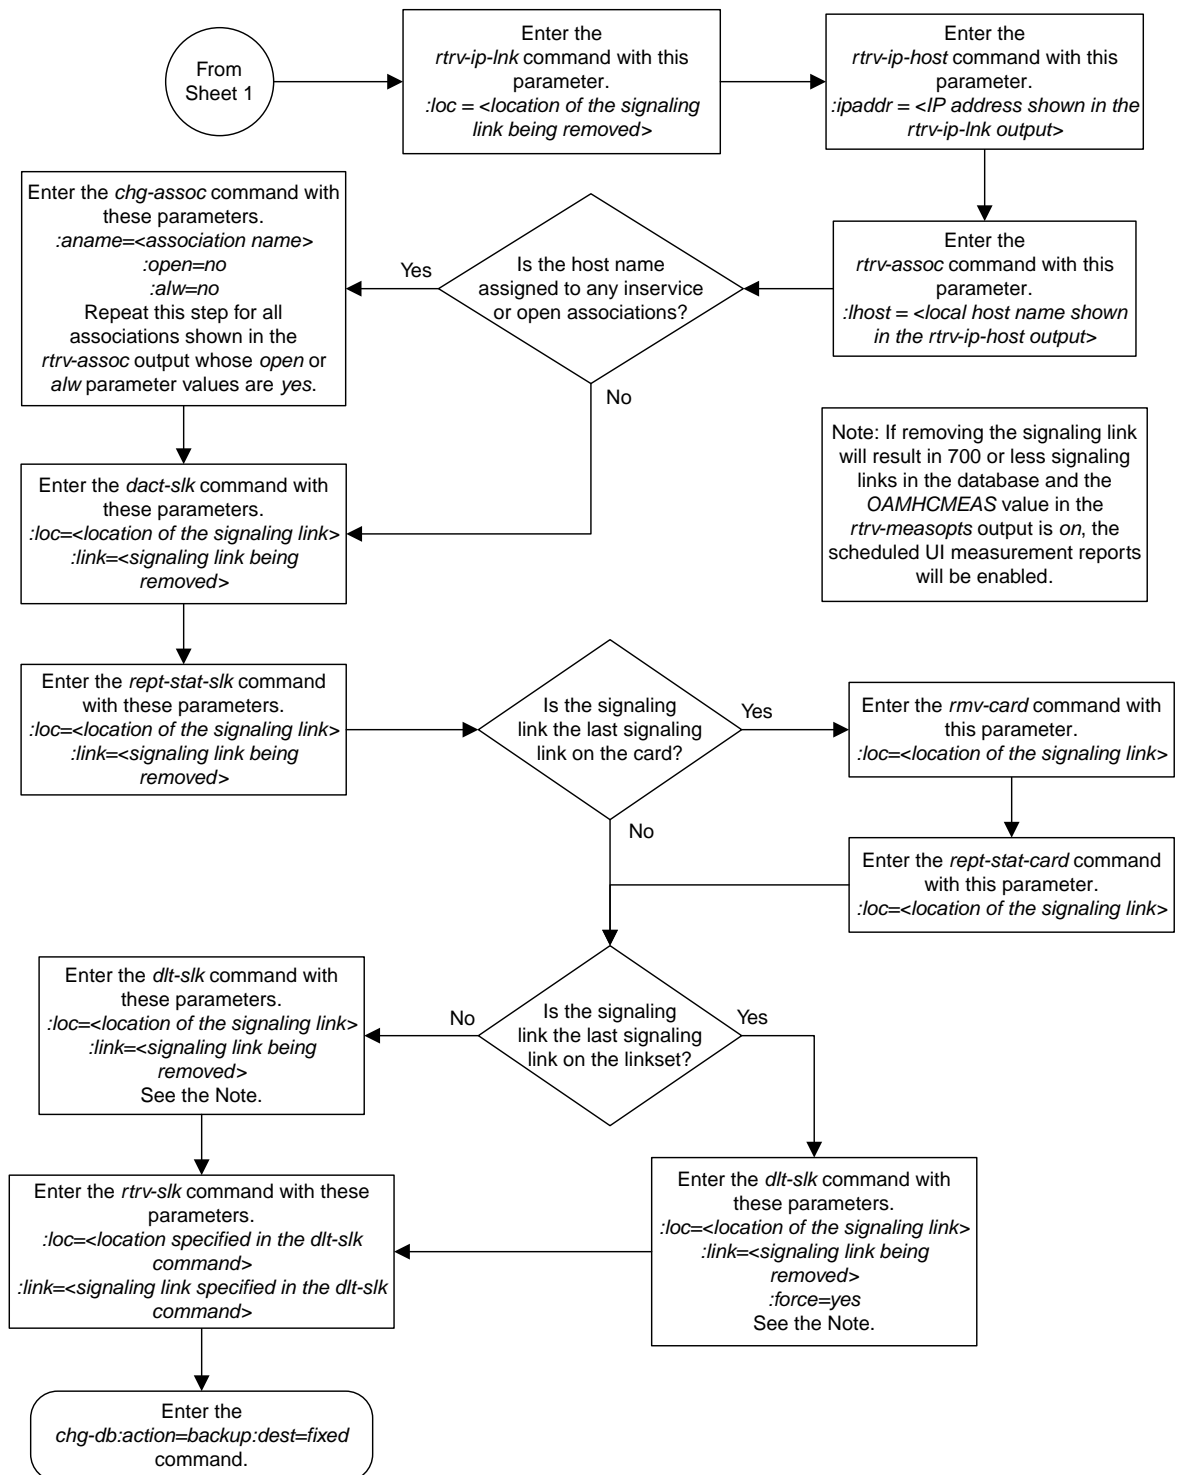 From
Sheet 1
Enter the
rtrv-ip-lnk command with this
parameter.
:loc = <location of the signaling
link being removed>
Enter the
rtrv-ip-host command with this
parameter.
:ipaddr = <IP address shown in the
rtrv-ip-lnk output>
Enter the
rtrv-assoc command with this
parameter.
:lhost = <local host name shown
in the rtrv-ip-host output>
Is the host name
assigned to any inservice
or open associations?
Yes
No
Enter the chg-assoc command with
these parameters.
:aname=<association name>
:open=no
:alw=no
Repeat this step for all
associations shown in the
rtrv-assoc output whose open or
alw parameter values are yes.
Note: If removing the signaling link
will result in 700 or less signaling
links in the database and the
OAMHCMEAS value in the
rtrv-measopts output is on, the
scheduled UI measurement reports
will be enabled.
Enter the dact-slk command with
these parameters.
:loc=<location of the signaling link>
:link=<signaling link being
removed>
Enter the rept-stat-slk command
with these parameters.
:loc=<location of the signaling link>
:link=<signaling link being
removed>
Is the signaling
link the last signaling
link on the card?
Yes
No
Enter the rmv-card command with
this parameter.
:loc=<location of the signaling link>
Enter the rept-stat-card command
with this parameter.
:loc=<location of the signaling link>
Is the signaling
link the last signaling
link on the linkset?
No
Yes
Enter the dlt-slk command with
these parameters.
:loc=<location of the signaling link>
:link=<signaling link being
removed>
See the Note.
Enter the dlt-slk command with
these parameters.
:loc=<location of the signaling link>
:link=<signaling link being
removed>
:force=yes
See the Note.
Enter the rtrv-slk command with these
parameters.
:loc=<location specified in the dlt-slk
command>
:link=<signaling link specified in the dlt-slk
command>
Enter the
chg-db:action=backup:dest=fixed
command.